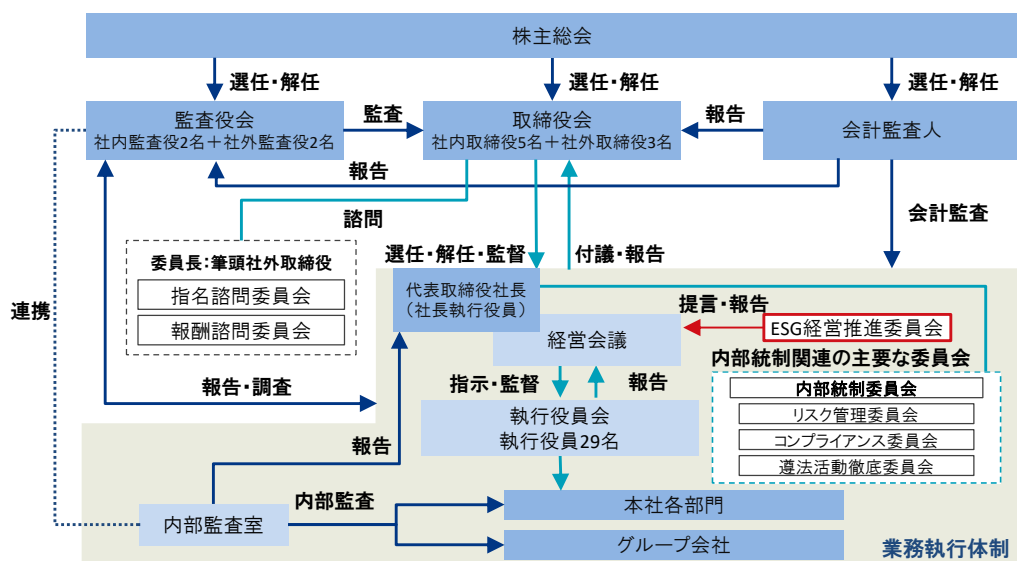 株主総会
選任・解任
選任・解任
選任・解任
監査役会
社内監査役2名＋社外監査役2名
監査
取締役会
社内取締役5名＋社外取締役3名
報告
会計監査人
報告
諮問
会計監査
委員長：筆頭社外取締役
指名諮問委員会
報酬諮問委員会
選任・解任・監督
付議・報告
連携
代表取締役社長
（社長執行役員）
提言・報告
経営会議
ESG経営推進委員会
内部統制関連の主要な委員会
内部統制委員会
リスク管理委員会
コンプライアンス委員会
遵法活動徹底委員会
報告・調査
指示・監督
報告
執行役員会
執行役員29名
報告
内部監査室
内部監査
本社各部門
グループ会社
業務執行体制